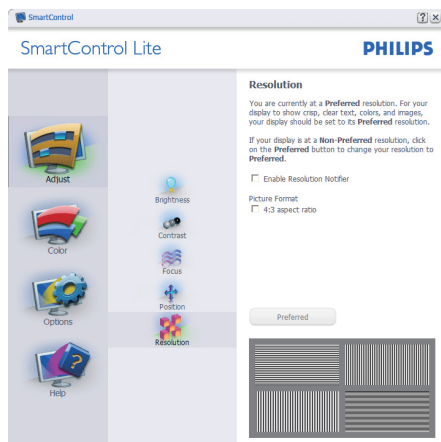 SmartControl
SmartControl Lite
PHILIPS
Adjust
Color
Options
Help
Brightness
Contrast
Focus
Position
Resolution
Resolution
You are currently at a Preferred resolution. For your
display to show crisp, clear text, colors, and images,
your display should be set to its Preferred resolution.
If your display is at a Non-Preferred resolution, click
on the Preferred button to change your resolution to
Preferred.
Enable Resolution Notifier
Picture Format
4:3 aspect ratio
Preferred